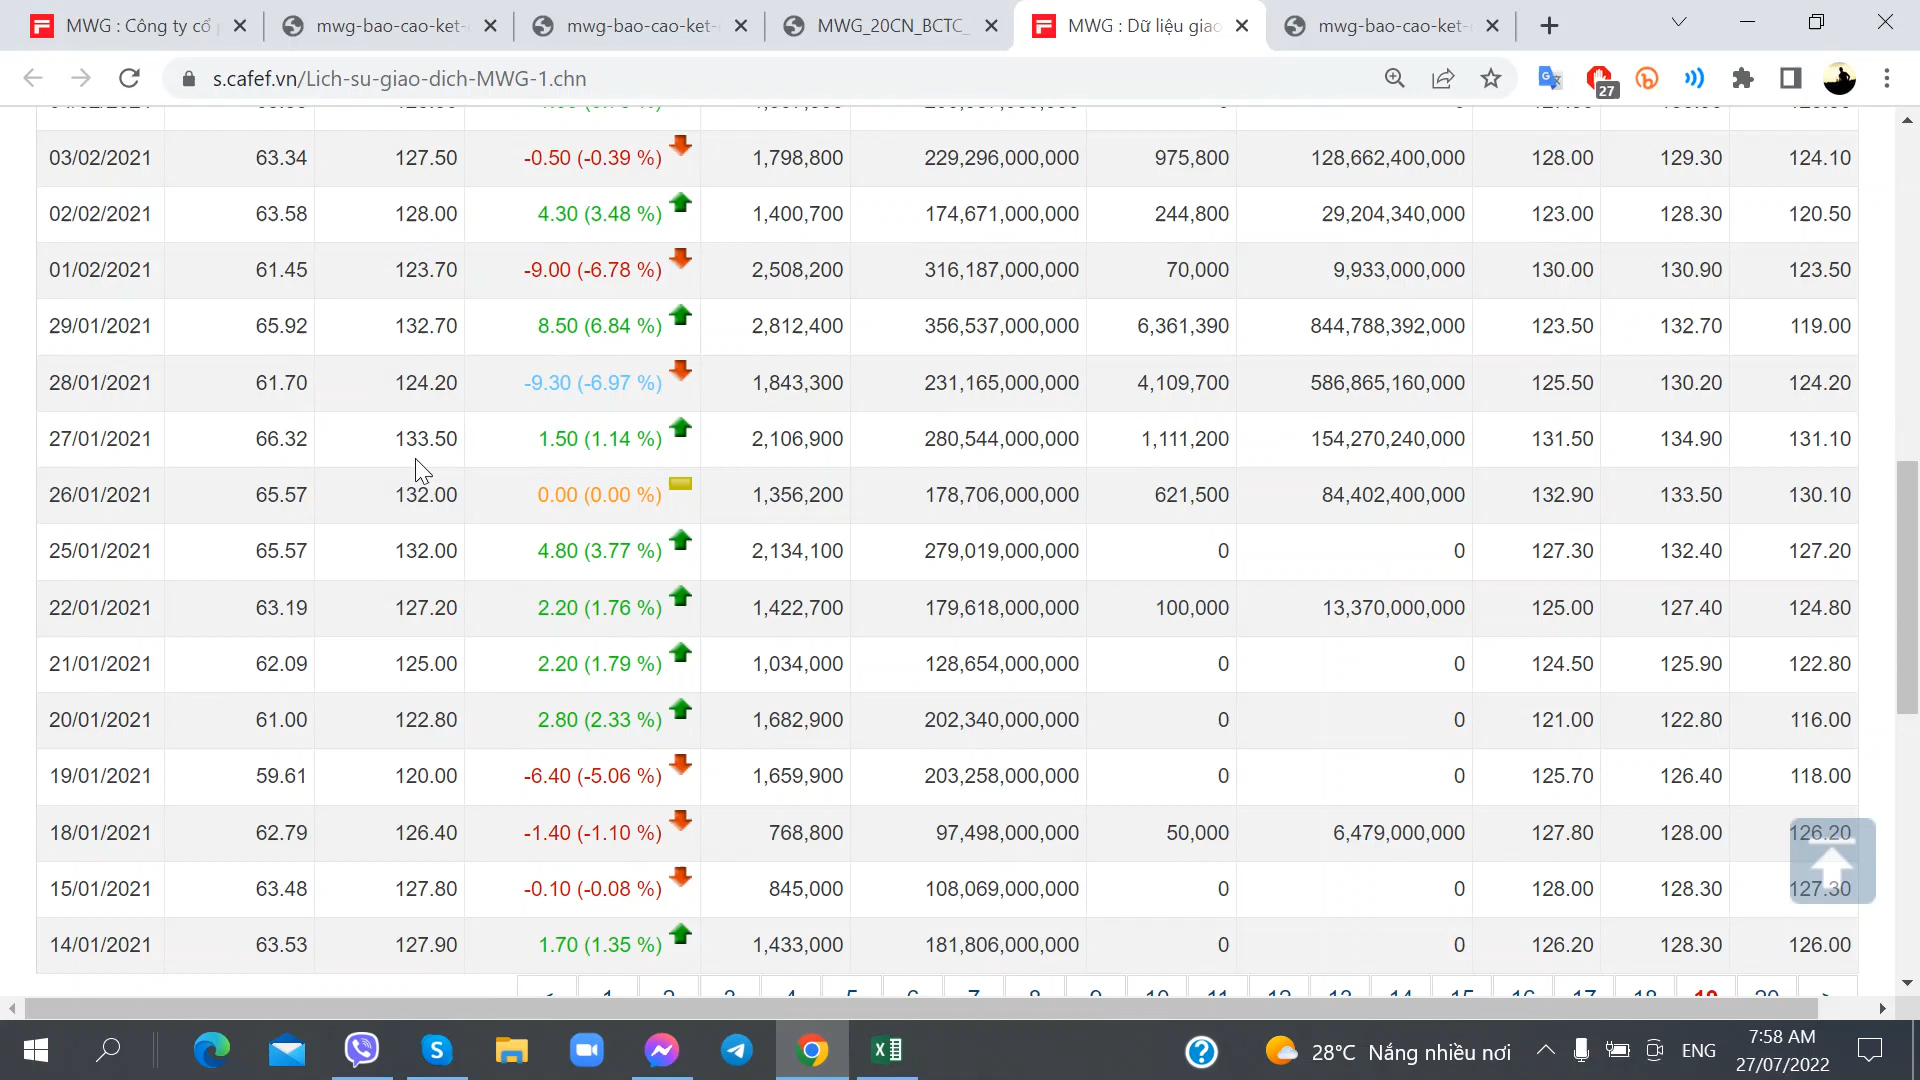 MWG : Công ty cổ
mwg-bao-cao-ket-
mwg-bao-cao-ket-
MWG_20CN_BCTC_
MWG : Dữ liệu giao
mwg-bao-cao-ket-
s.cafef.vn/Lich-su-giao-dich-MWG-1.chn
27
03/02/2021 63.34 127.50 -0.50 (-0.39 %) 1,798,800 229,296,000,000 975,800 128,662,400,000 128.00 129.30 124.10
02/02/2021 63.58 128.00 4.30 (3.48 %) 1,400,700 174,671,000,000 244,800 29,204,340,000 123.00 128.30 120.50
01/02/2021 61.45 123.70 -9.00 (-6.78 %) 2,508,200 316,187,000,000 70,000 9,933,000,000 130.00 130.90 123.50
29/01/2021 65.92 132.70 8.50 (6.84 %) 2,812,400 356,537,000,000 6,361,390 844,788,392,000 123.50 132.70 119.00
28/01/2021 61.70 124.20 -9.30 (-6.97 %) 1,843,300 231,165,000,000 4,109,700 586,865,160,000 125.50 130.20 124.20
27/01/2021 66.32 133.50 1.50 (1.14 %) 2,106,900 280,544,000,000 1,111,200 154,270,240,000 131.50 134.90 131.10
26/01/2021 65.57 132.00 0.00 (0.00 %) 1,356,200 178,706,000,000 621,500 84,402,400,000 132.90 133.50 130.10
25/01/2021 65.57 132.00 4.80 (3.77 %) 2,134,100 279,019,000,000 0 0 127.30 132.40 127.20
22/01/2021 63.19 127.20 2.20 (1.76 %) 1,422,700 179,618,000,000 100,000 13,370,000,000 125.00 127.40 124.80
21/01/2021 62.09 125.00 2.20 (1.79 %) 1,034,000 128,654,000,000 0 0 124.50 125.90 122.80
20/01/2021 61.00 122.80 2.80 (2.33 %) 1,682,900 202,340,000,000 0 0 121.00 122.80 116.00
19/01/2021 59.61 120.00 -6.40 (-5.06 %) 1,659,900 203,258,000,000 0 0 125.70 126.40 118.00
18/01/2021 62.79 126.40 -1.40 (-1.10 %) 768,800 97,498,000,000 50,000 6,479,000,000 127.80 128.00 126.20
15/01/2021 63.48 127.80 -0.10 (-0.08 %) 845,000 108,069,000,000 0 0 128.00 128.30 127.30
14/01/2021 63.53 127.90 1.70 (1.35 %) 1,433,000 181,806,000,000 0 0 126.20 128.30 126.00
28°C Nắng nhiều nơi
ENG
7:58 AM
27/07/2022